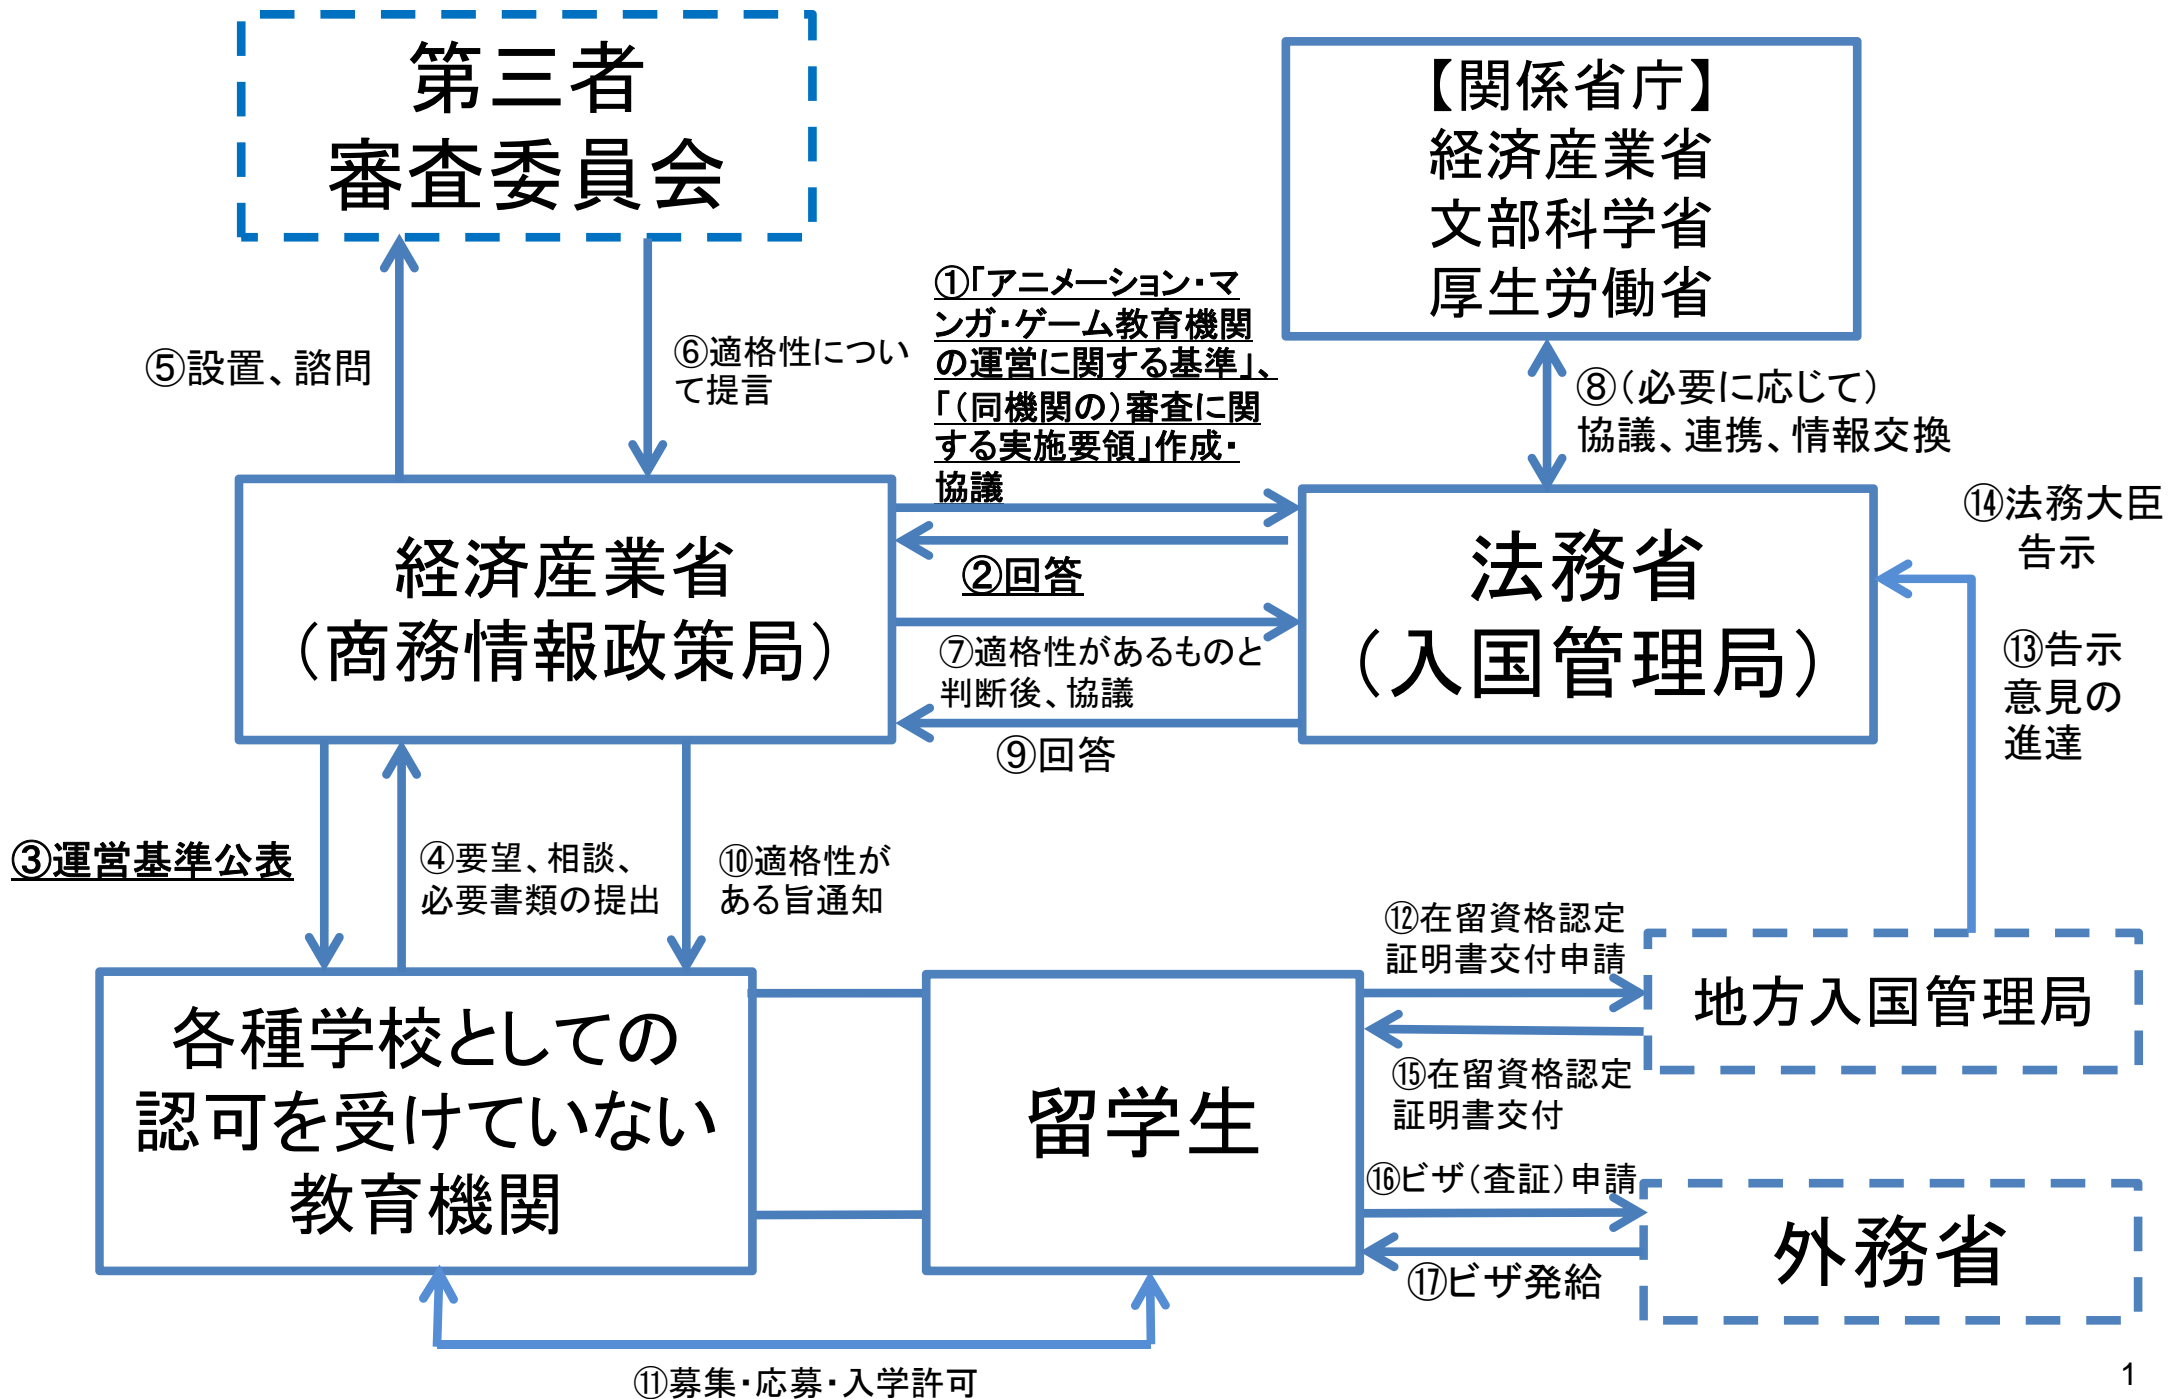 第三者
審査委員会
【関係省庁】
経済産業省
文部科学省
厚生労働省
⑤設置、諮問
⑥適格性につい
て提言
①「アニメーション・マ
ンガ・ゲーム教育機関
の運営に関する基準」、
「(同機関の)審査に関
する実施要領」作成・
協議
⑧(必要に応じて)
協議、連携、情報交換
経済産業省
(商務情報政策局)
②回答
⑦適格性があるものと
判断後、協議
⑨回答
法務省
(入国管理局)
⑭法務大臣
告示
⑬告示
意見の
進達
③運営基準公表
④要望、相談、
必要書類の提出
⑩適格性が
ある旨通知
⑫在留資格認定
証明書交付申請
地方入国管理局
各種学校としての
認可を受けていない
教育機関
留学生
⑮在留資格認定
証明書交付
⑯ビザ(査証)申請
外務省
⑰ビザ発給
⑪募集・応募・入学許可
1